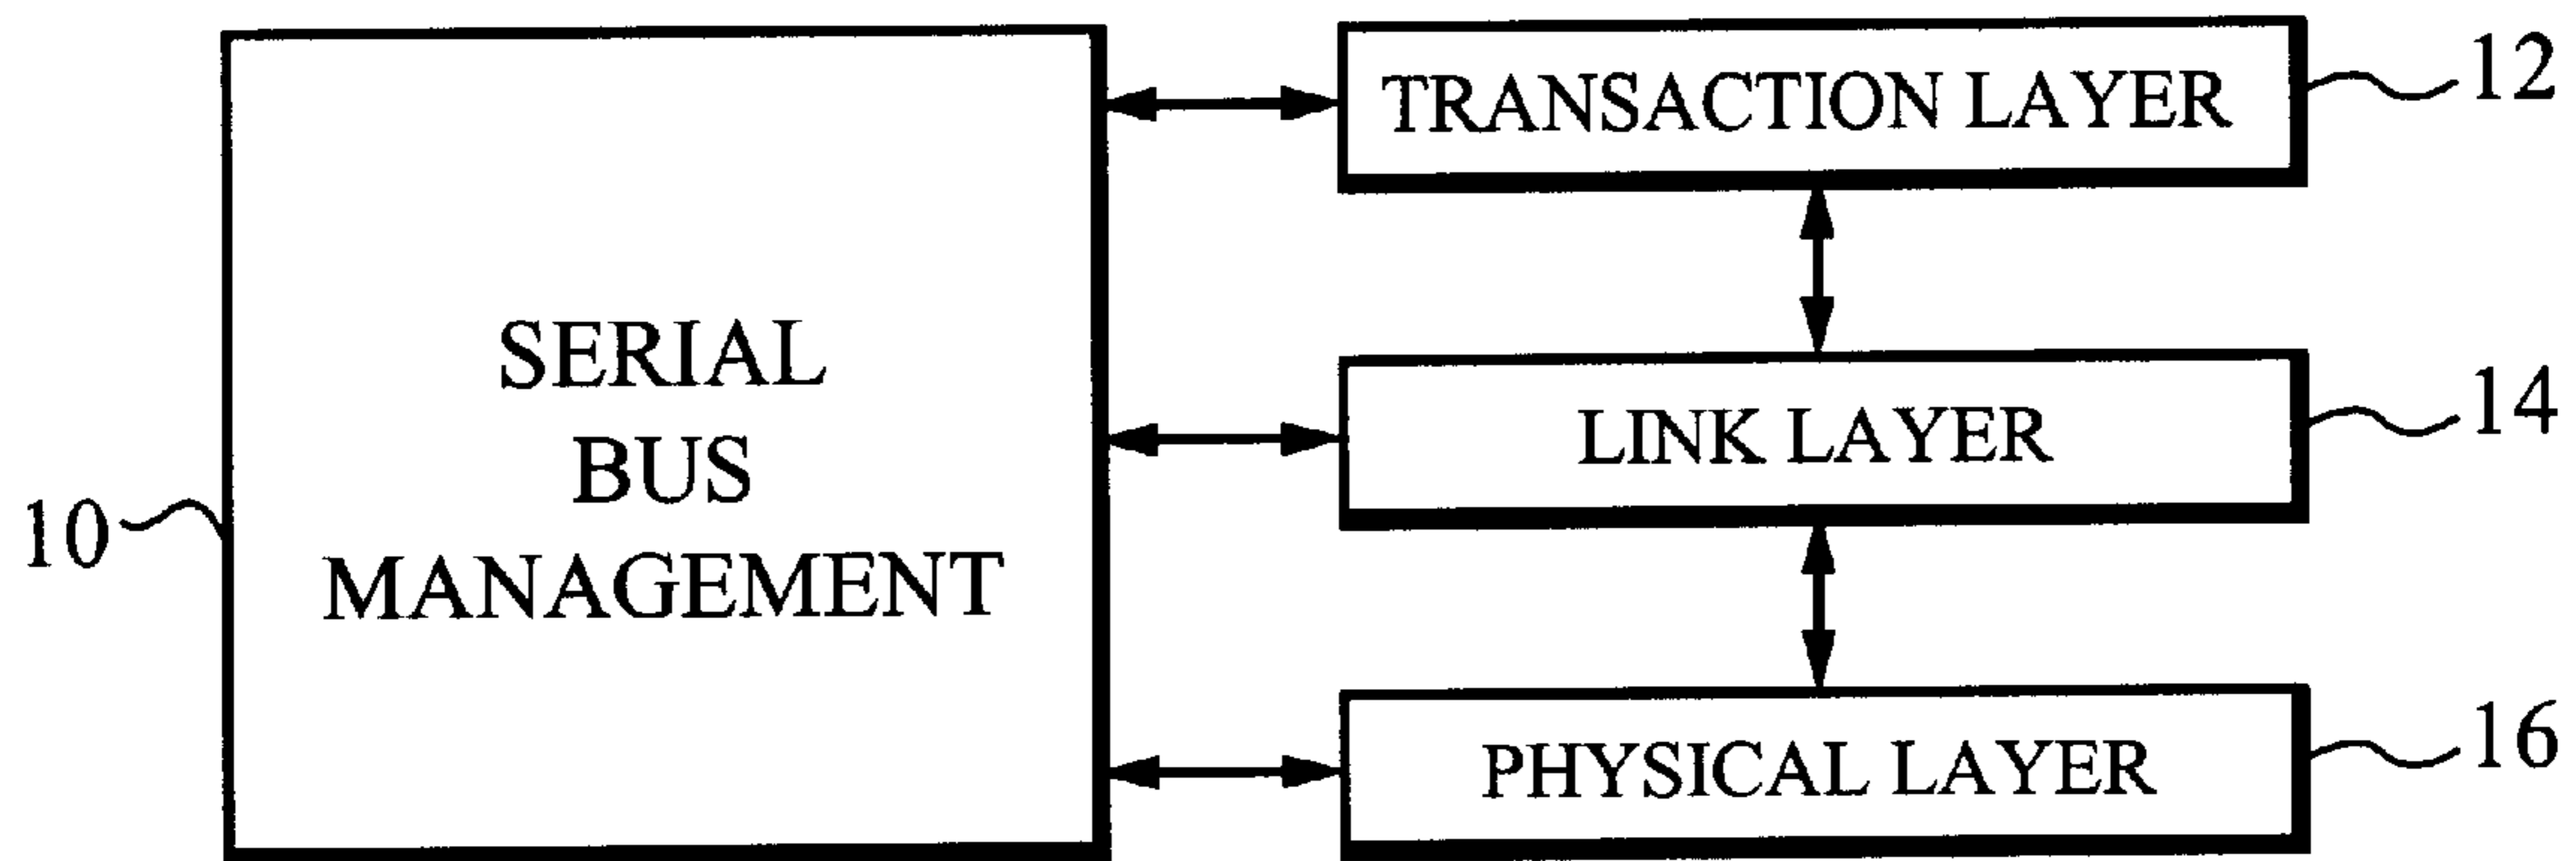 TRANSACTION LAYER
12
SERIAL
BUS
MANAGEMENT
10
LINK LAYER
14
PHYSICAL LAYER
16